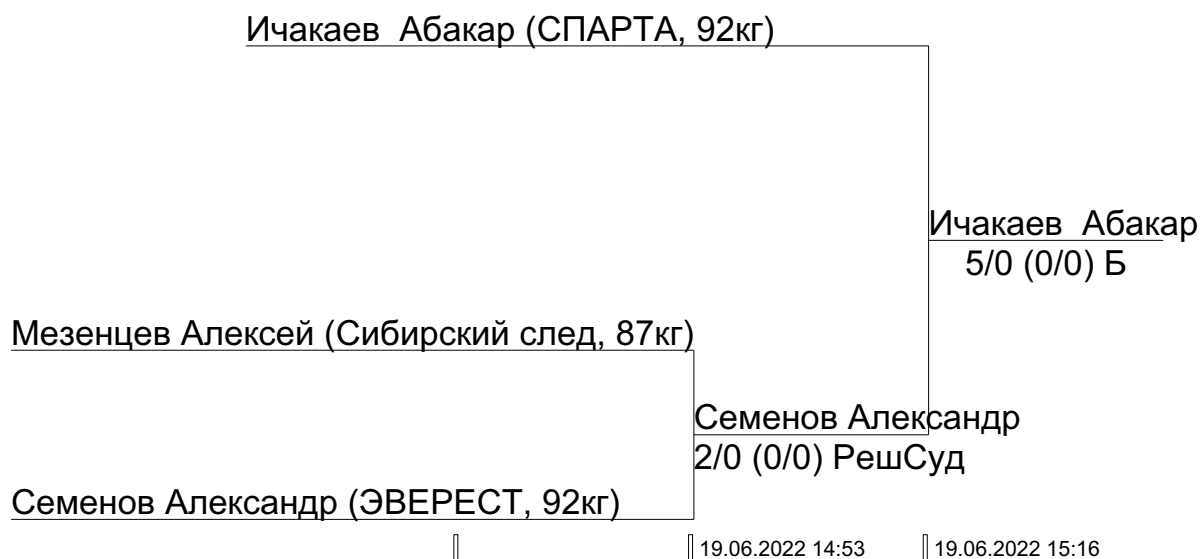 Ичакаев  Абакар (СПАРТА, 92кг)
Ичакаев  Абакар
5/0 (0/0) Б
Мезенцев Алексей (Сибирский след, 87кг)
Семенов Александр
2/0 (0/0) РешСуд
Семенов Александр (ЭВЕРЕСТ, 92кг)
19.06.2022 14:53
19.06.2022 15:16